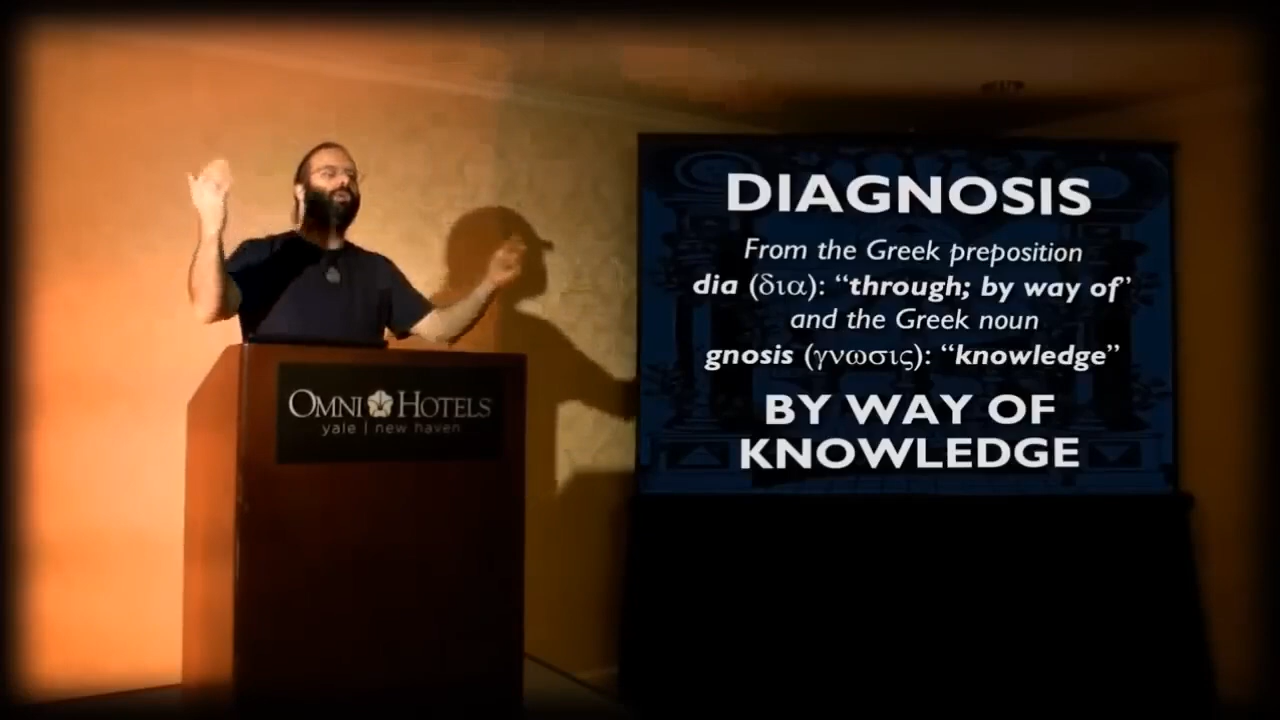 DIAGNOSIS
From the Greek preposition
dia (δια): “through; by way of’
and the Greek noun
gnosis (γνωσις): “knowledge”
BY WAY OF
KNOWLEDGE
OMNI HOTELS
yale | new haven